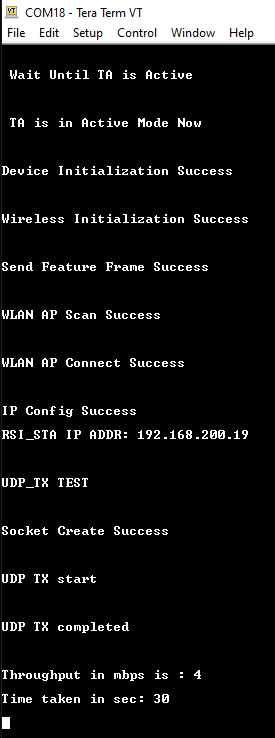 COM18 - Tera Term VT
File Edit Setup Control Window Help
Wait Until TA is Active
TA is in Active Mode Now
Device Initialization Success
Wireless Initialization Success
Send Feature Frame Success
WLAN AP Scan Success
WLAN AP Connect Success
IP Config Success
RSI_STA IP ADDR: 192.168.200.19
UDP_TX TEST
Socket Create Success
UDP TX start
UDP TX completed
Throughput in mbps is : 4
Time taken in sec: 30